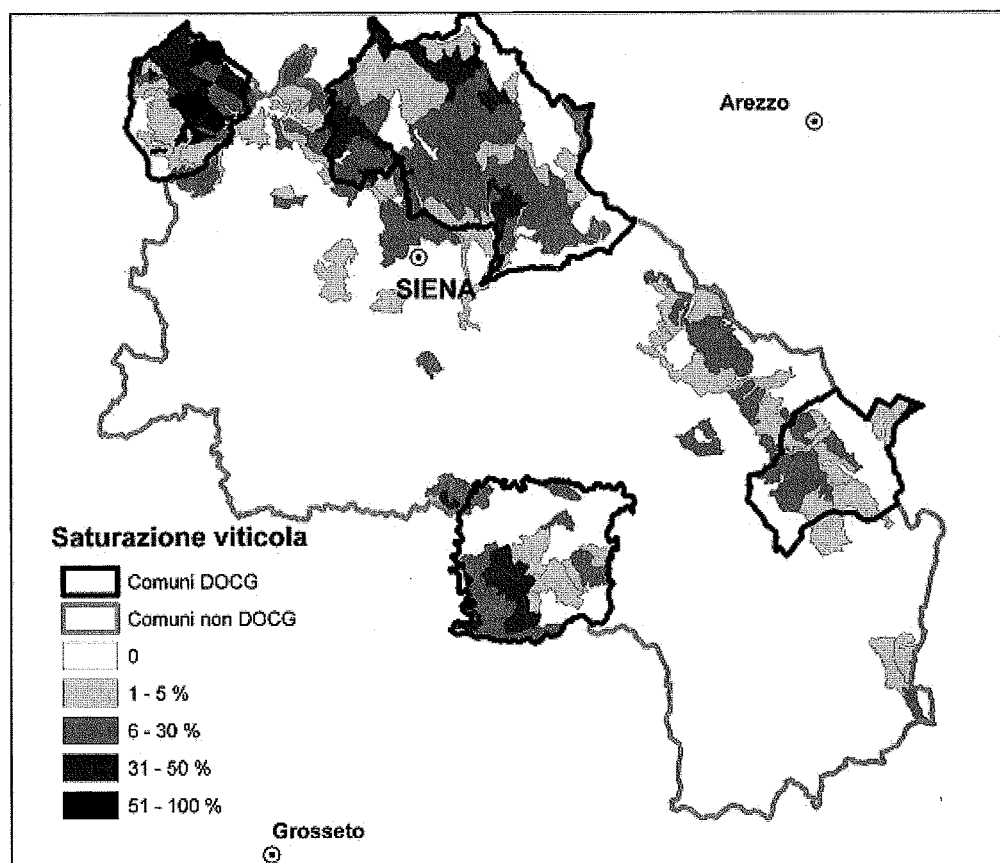 Arezzo
SIENA
Saturazione viticola
Comuni DOCG
Comuni non DOCG
0
1 - 5 %
6 - 30 %
31 - 50 %
51 - 100 %
Grosseto